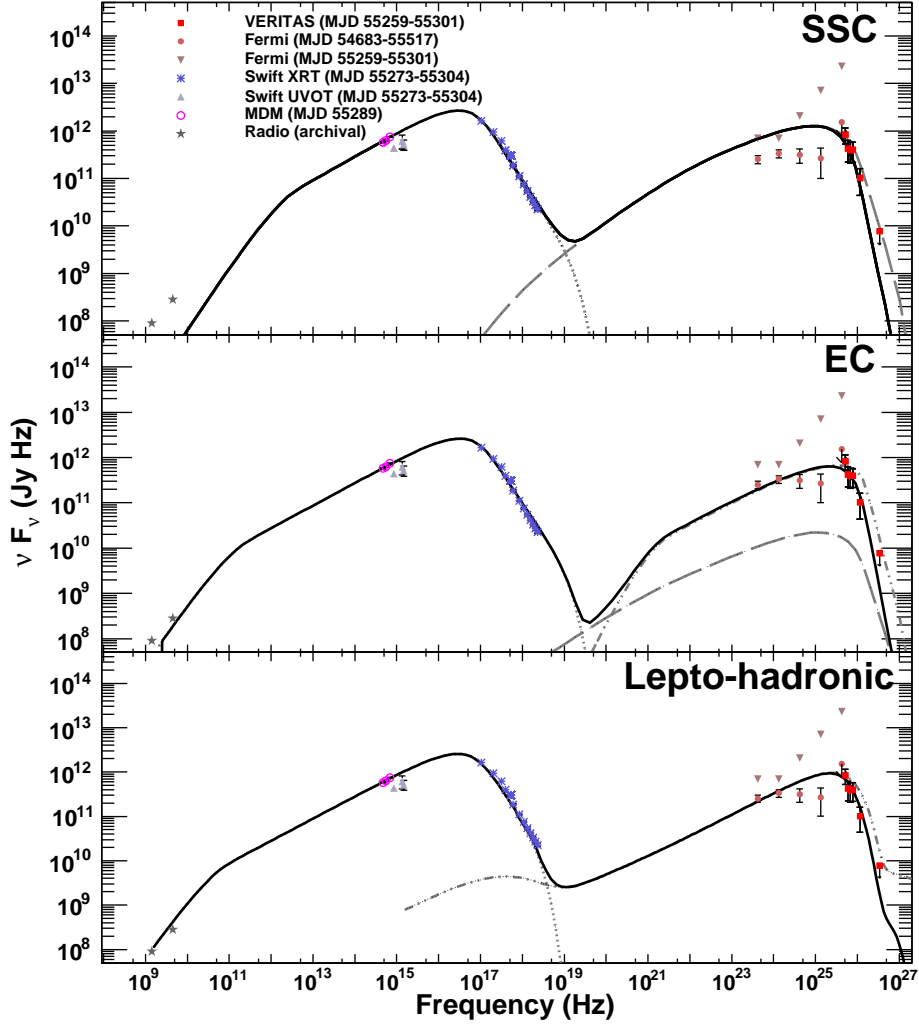 VERITAS (MJD 55259-55301)
Fermi (MJD 54683-55517)
Fermi (MJD 55259-55301)
Swift XRT (MJD 55273-55304)
Swift UVOT (MJD 55273-55304)
MDM (MJD 55289)
Radio (archival)
SSC
10^14
10^13
10^12
10^11
10^10
10^9
10^8
EC
10^14
10^13
10^12
10^11
10^10
10^9
10^8
Lepto-hadronic
10^14
10^13
10^12
10^11
10^10
10^9
10^8
ν F_ν (Jy Hz)
10^9 10^11 10^13 10^15 10^17 10^19 10^21 10^23 10^25 10^27
Frequency (Hz)